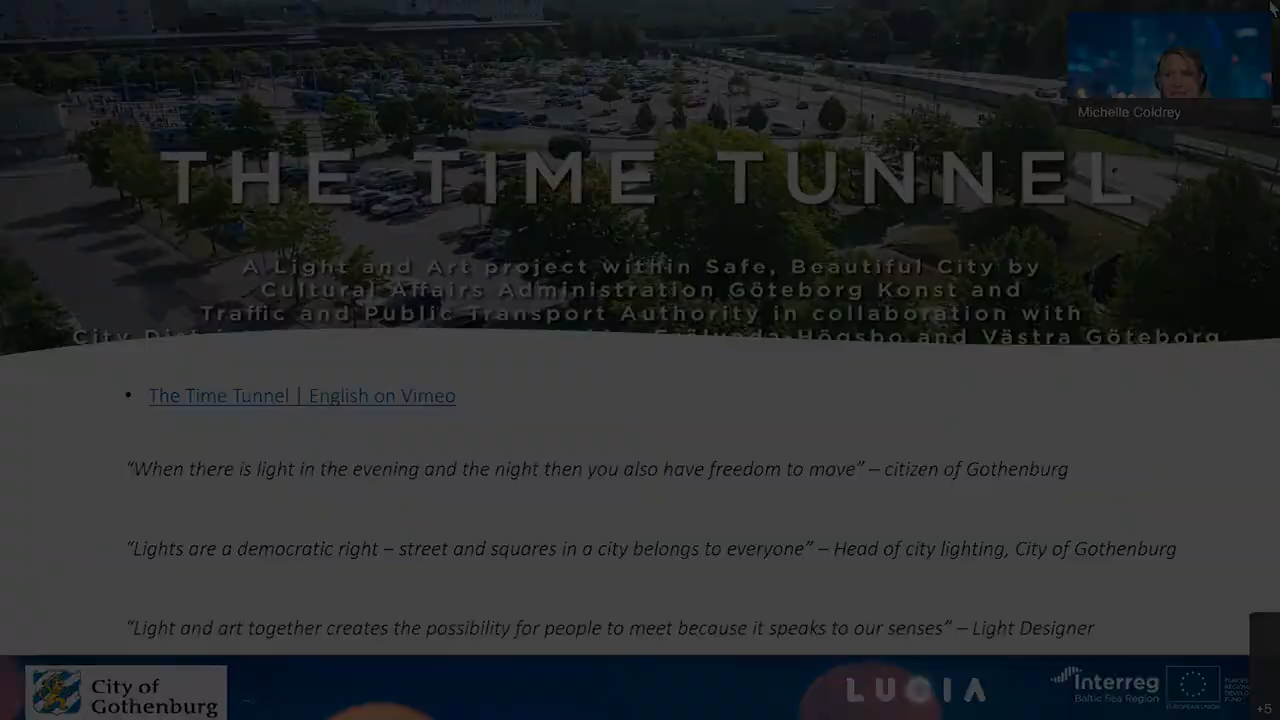 Michelle Coldrey
THE TIME TUNNEL
A Light and Art project within Safe, Beautiful City by
Cultural Affairs Administration Göteborg Konst and
Traffic and Public Transport Authority in collaboration with
City Högsbo and Västra Göteborg
• The Time Tunnel | English on Vimeo
“When there is light in the evening and the night then you also have freedom to move” – citizen of Gothenburg
“Lights are a democratic right – street and squares in a city belongs to everyone” – Head of city lighting, City of Gothenburg
“Light and art together creates the possibility for people to meet because it speaks to our senses” – Light Designer
City of
Gothenburg
LUCIA
Interreg
Baltic Sea Region
EUROPEAN UNION
+5